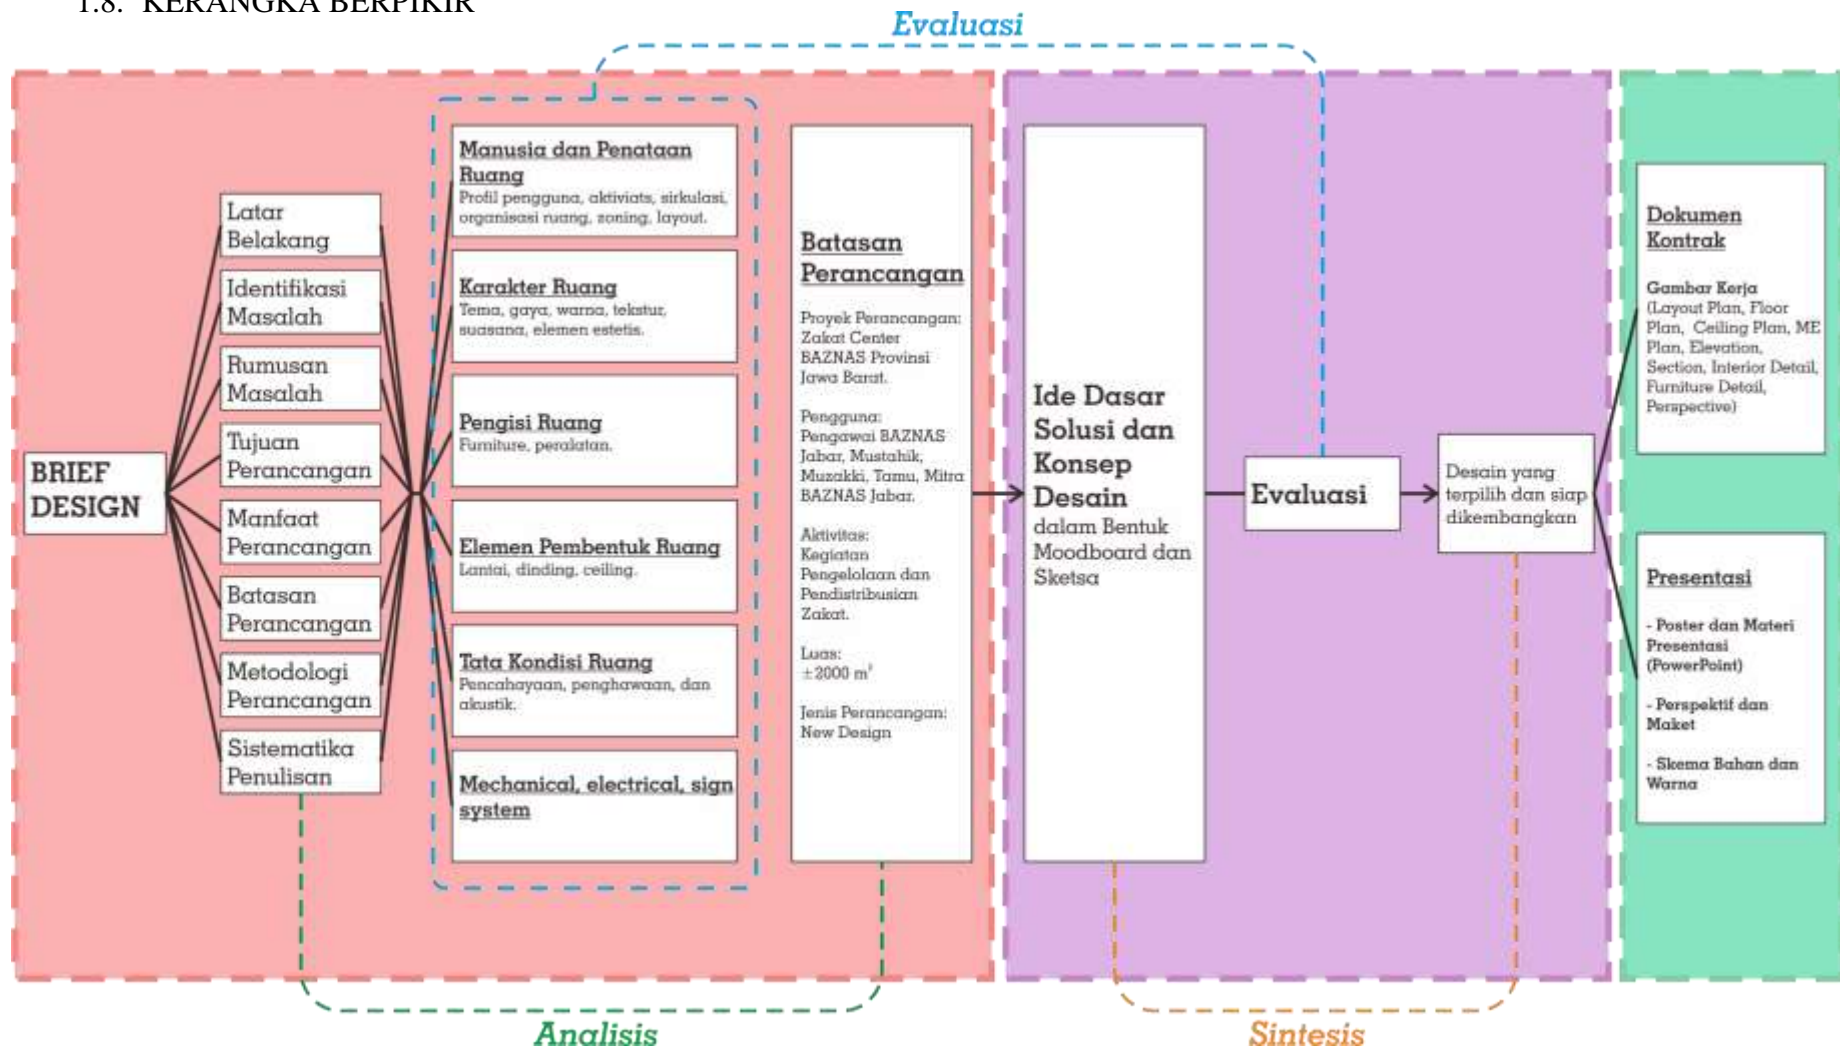 1.8. KERANGKA BERPIKIR
Evaluasi
BRIEF
DESIGN
Latar
Belakang
Identifikasi
Masalah
Rumusan
Masalah
Tujuan
Perancangan
Manfaat
Perancangan
Batasan
Perancangan
Metodologi
Perancangan
Sistematika
Penulisan
Manusia dan Penataan
Ruang
Profil pengguna, aktiviats, sirkulasi,
organisasi ruang, zoning, layout.
Karakter Ruang
Tema, gaya, warna, tekstur,
suasana, elemen estetis.
Pengisi Ruang
Furniture, peralatan.
Elemen Pembentuk Ruang
Lantai, dinding, ceiling.
Tata Kondisi Ruang
Pencahayaan, penghawaan, dan
akustik.
Mechanical, electrical, sign
system
Batasan
Perancangan
Proyek Perancangan:
Zakat Center
BAZNAS Provinsi
Jawa Barat.
Pengguna:
Pengawai BAZNAS
Jabar, Mustahik,
Muzakki, Tamu, Mitra
BAZNAS Jabar.
Aktivitas:
Kegiatan
Pengelolaan dan
Pendistribusian
Zakat.
Luas:
±2000 m²
Jenis Perancangan:
New Design
Ide Dasar
Solusi dan
Konsep
Desain
dalam Bentuk
Moodboard dan
Sketsa
Evaluasi
Desain yang
terpilih dan siap
dikembangkan
Dokumen
Kontrak
Gambar Kerja
(Layout Plan, Floor
Plan, Ceiling Plan, ME
Plan, Elevation,
Section, Interior Detail,
Furniture Detail,
Perspective)
Presentasi
- Poster dan Materi
Presentasi
(PowerPoint)
- Perspektif dan
Maket
- Skema Bahan dan
Warna
Analisis
Sintesis